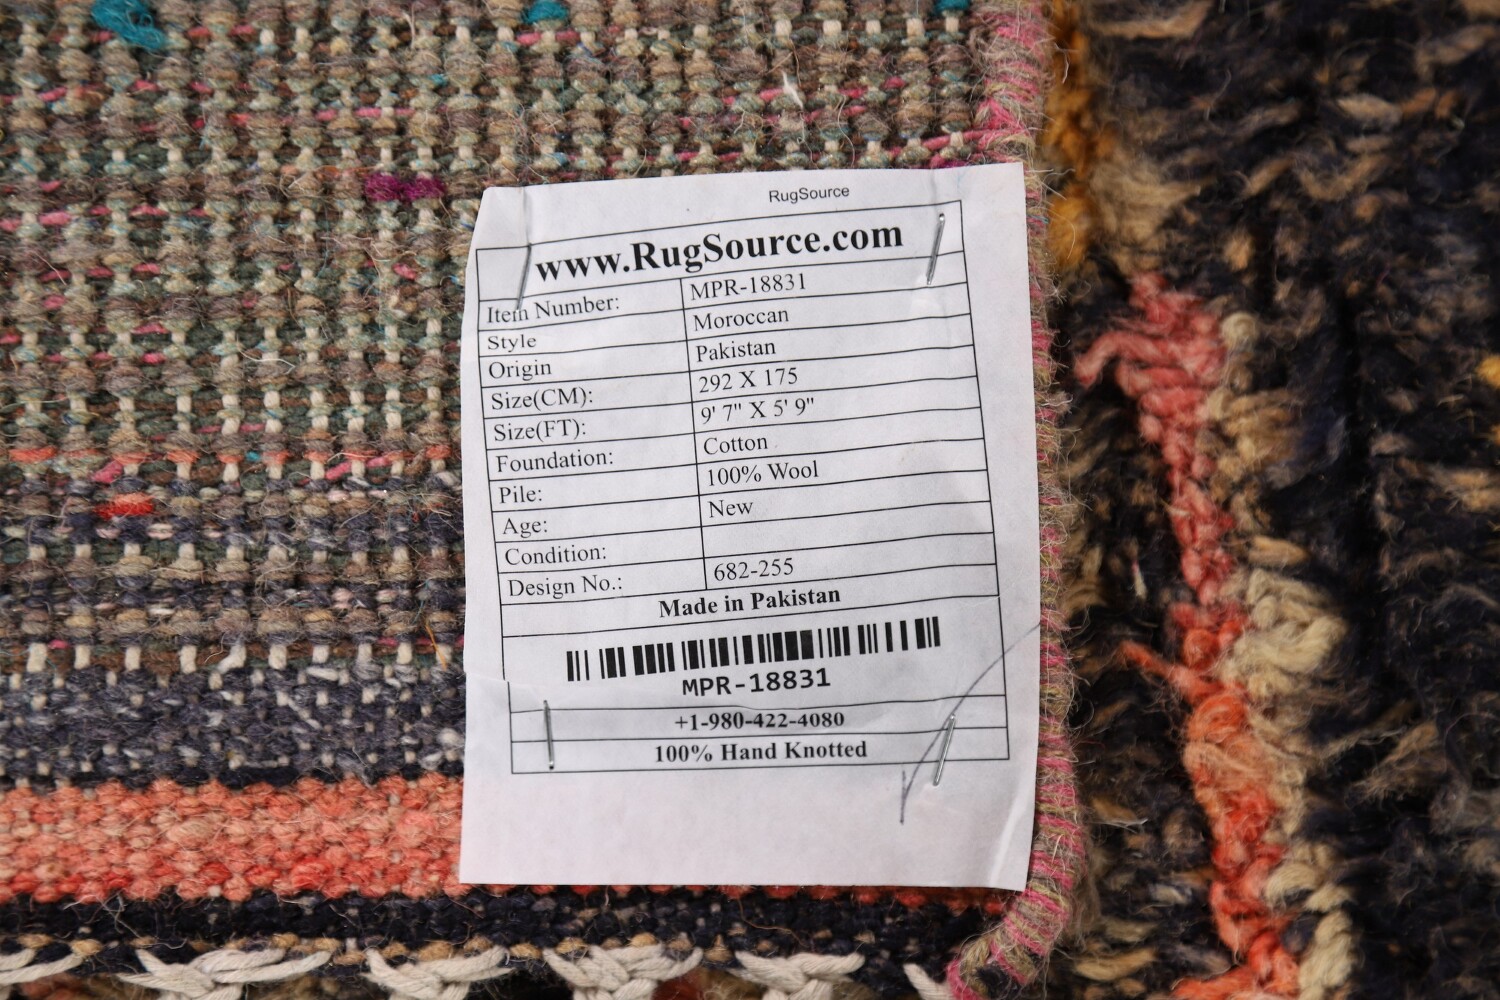 RugSource
www.RugSource.com
Item Number: MPR-18831
Style Moroccan
Origin Pakistan
Size(CM): 292 X 175
Size(FT): 9' 7" X 5' 9"
Foundation: Cotton
Pile: 100% Wool
Age: New
Condition:
Design No.: 682-255
Made in Pakistan
MPR-18831
+1-980-422-4080
100% Hand Knotted